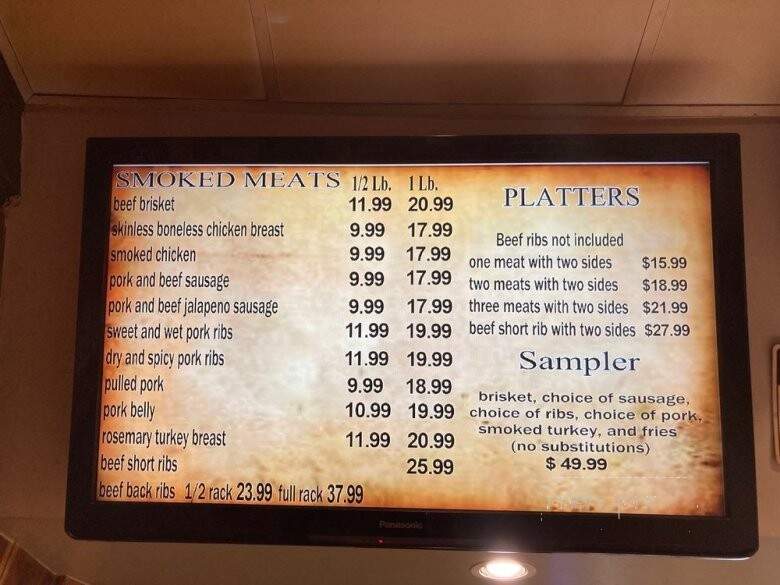 SMOKED MEATS 1/2 Lb. 1 Lb.
beef brisket 11.99 20.99
skinless boneless chicken breast 9.99 17.99
smoked chicken 9.99 17.99
pork and beef sausage 9.99 17.99
pork and beef jalapeno sausage 9.99 17.99
sweet and wet pork ribs 11.99 19.99
dry and spicy pork ribs 11.99 19.99
pulled pork 9.99 18.99
pork belly 10.99 19.99
rosemary turkey breast 11.99 20.99
beef short ribs 25.99
beef back ribs 1/2 rack 23.99 full rack 37.99
PLATTERS
Beef ribs not included
one meat with two sides $15.99
two meats with two sides $18.99
three meats with two sides $21.99
beef short rib with two sides $27.99
Sampler
brisket, choice of sausage,
choice of ribs, choice of pork,
smoked turkey, and fries
(no substitutions)
$ 49.99
Panasonic